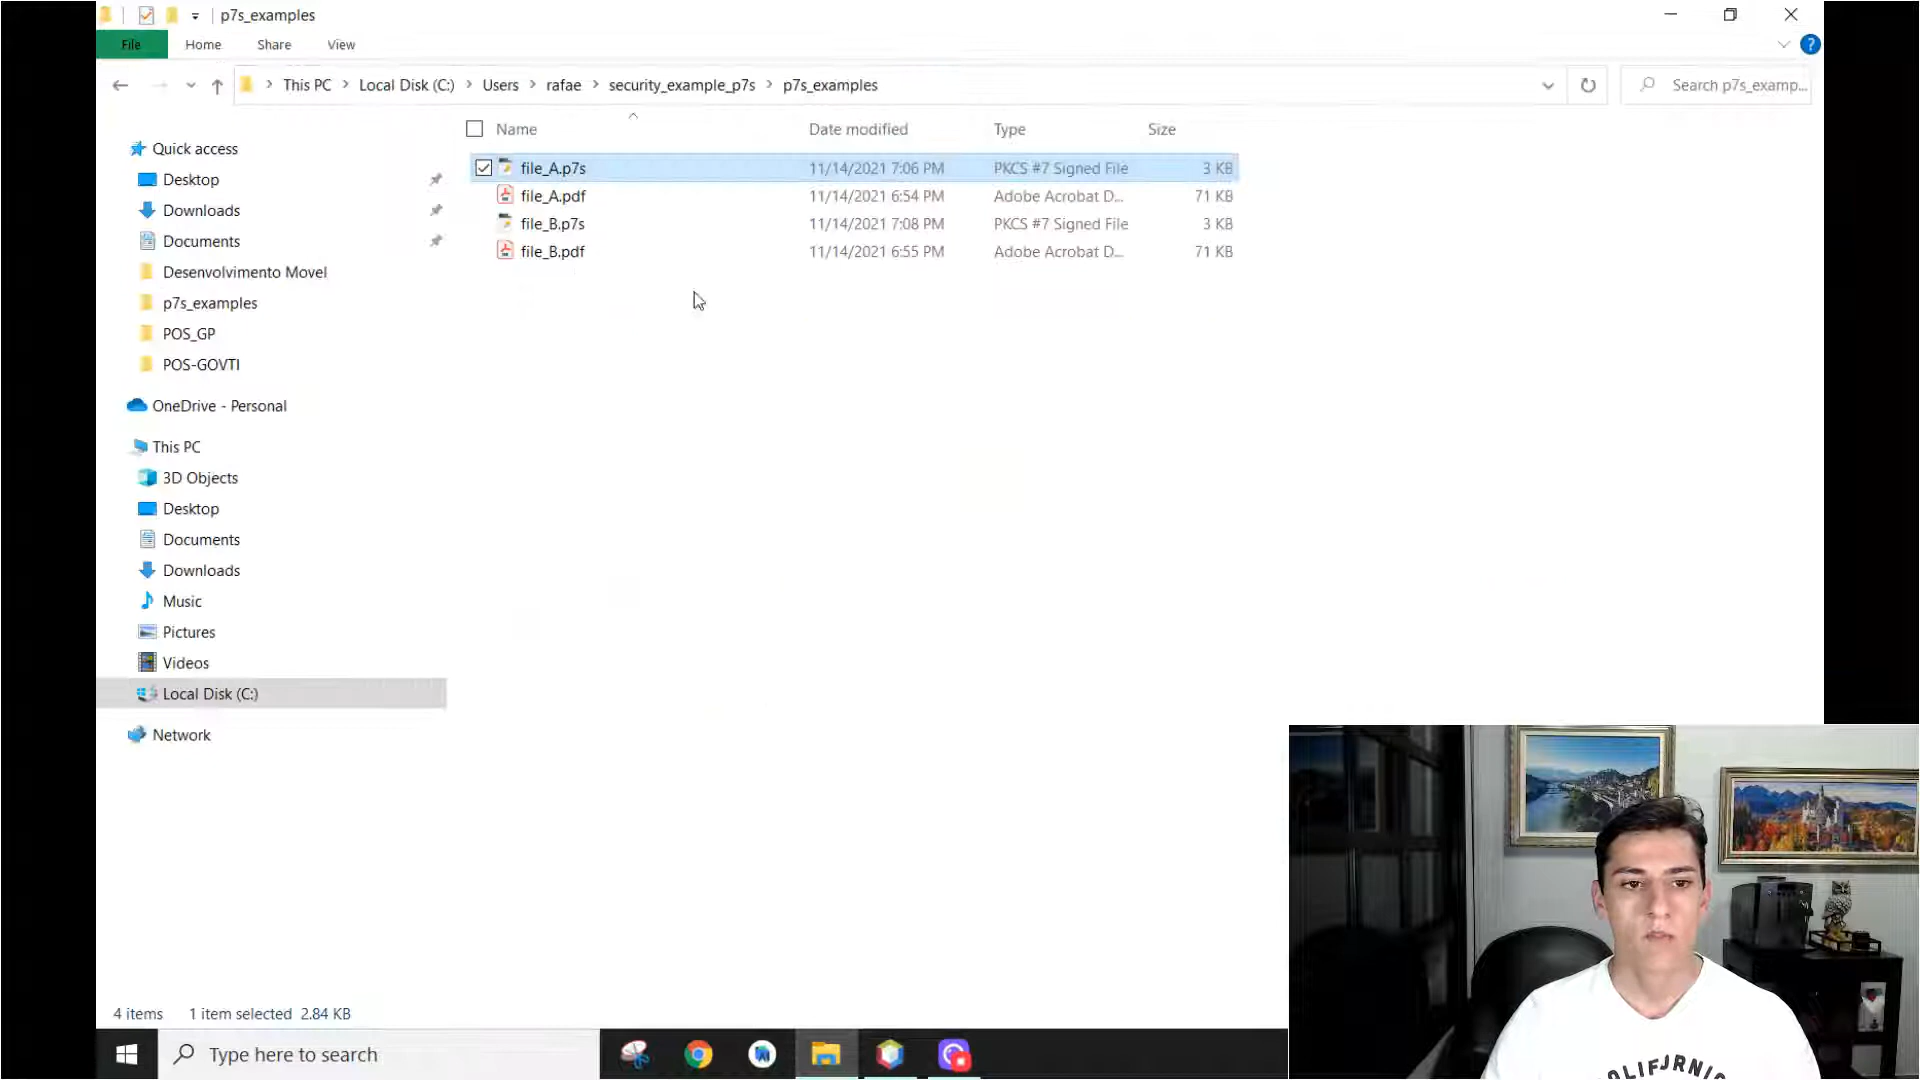 p7s_examples
File Home Share View ?
This PC Local Disk (C:) Users rafae security_example_p7s p7s_examples Search p7s_examp...
Name Date modified Type Size
file_A.p7s 11/14/2021 7:06 PM PKCS #7 Signed File 3 KB
file_A.pdf 11/14/2021 6:54 PM Adobe Acrobat D... 71 KB
file_B.p7s 11/14/2021 7:08 PM PKCS #7 Signed File 3 KB
file_B.pdf 11/14/2021 6:55 PM Adobe Acrobat D... 71 KB
Quick access
Desktop
Downloads
Documents
Desenvolvimento Movel
p7s_examples
POS_GP
POS-GOVTI
OneDrive - Personal
This PC
3D Objects
Desktop
Documents
Downloads
Music
Pictures
Videos
Local Disk (C:)
Network
4 items 1 item selected 2.84 KB
Type here to search